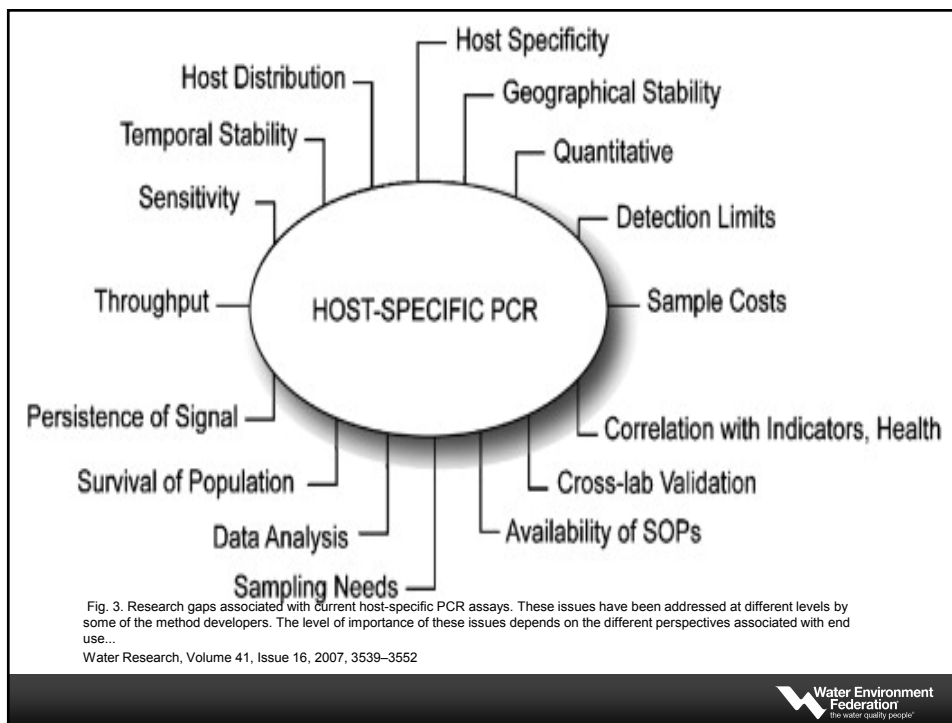 Host Specificity
Host Distribution
Geographical Stability
Temporal Stability
Quantitative
Sensitivity
Detection Limits
Throughput
HOST-SPECIFIC PCR
Sample Costs
Persistence of Signal
Correlation with Indicators, Health
Survival of Population
Cross-lab Validation
Data Analysis
Availability of SOPs
Sampling Needs
Fig. 3. Research gaps associated with current host-specific PCR assays. These issues have been addressed at different levels by
some of the method developers. The level of importance of these issues depends on the different perspectives associated with end
use...
Water Research, Volume 41, Issue 16, 2007, 3539–3552
Water Environment
Federation
the water quality people